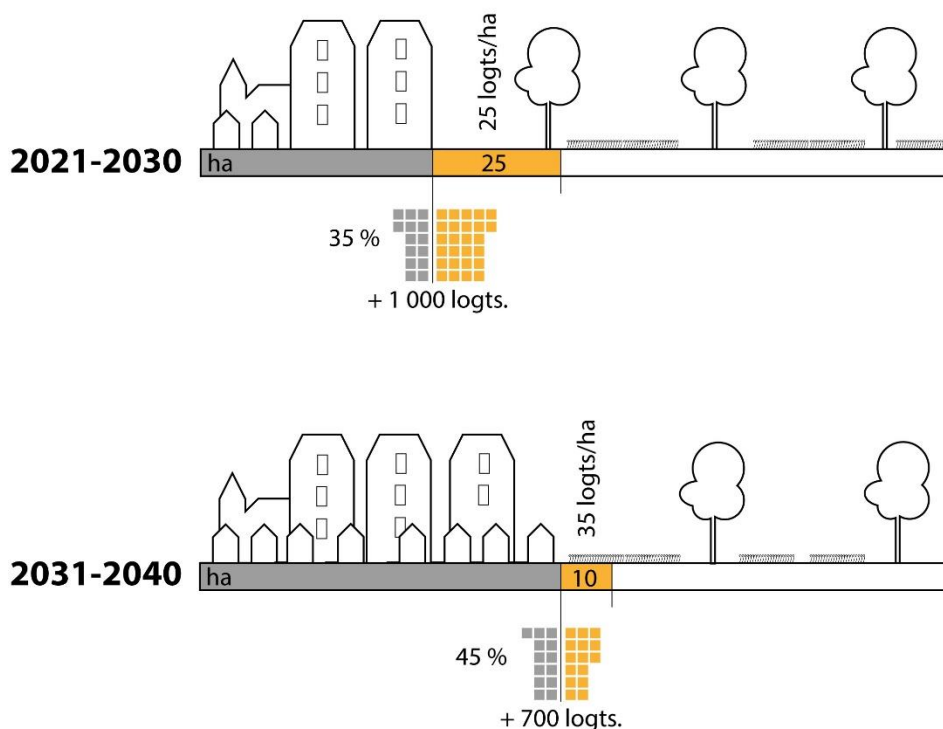 25 logts/ha
2021-2030
ha
25
35 %
+ 1 000 logts.
35 logts/ha
2031-2040
ha
10
45 %
+ 700 logts.